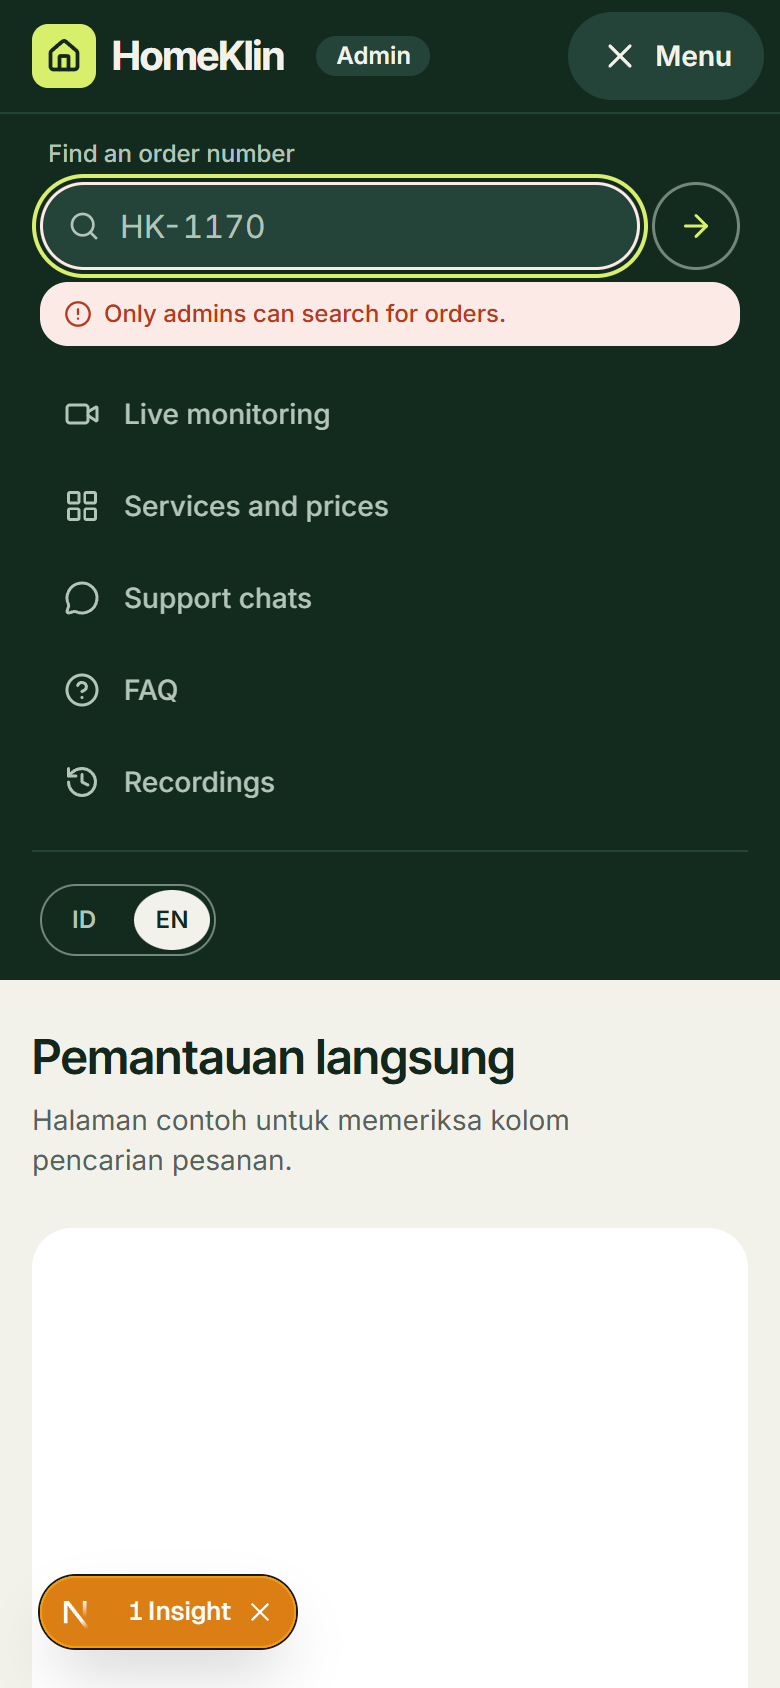 HomeKlin
Admin
Menu
Find an order number
HK-1170
Only admins can search for orders.
Live monitoring
Services and prices
Support chats
FAQ
Recordings
ID
EN
Pemantauan langsung
Halaman contoh untuk memeriksa kolom
pencarian pesanan.
N
1 Insight